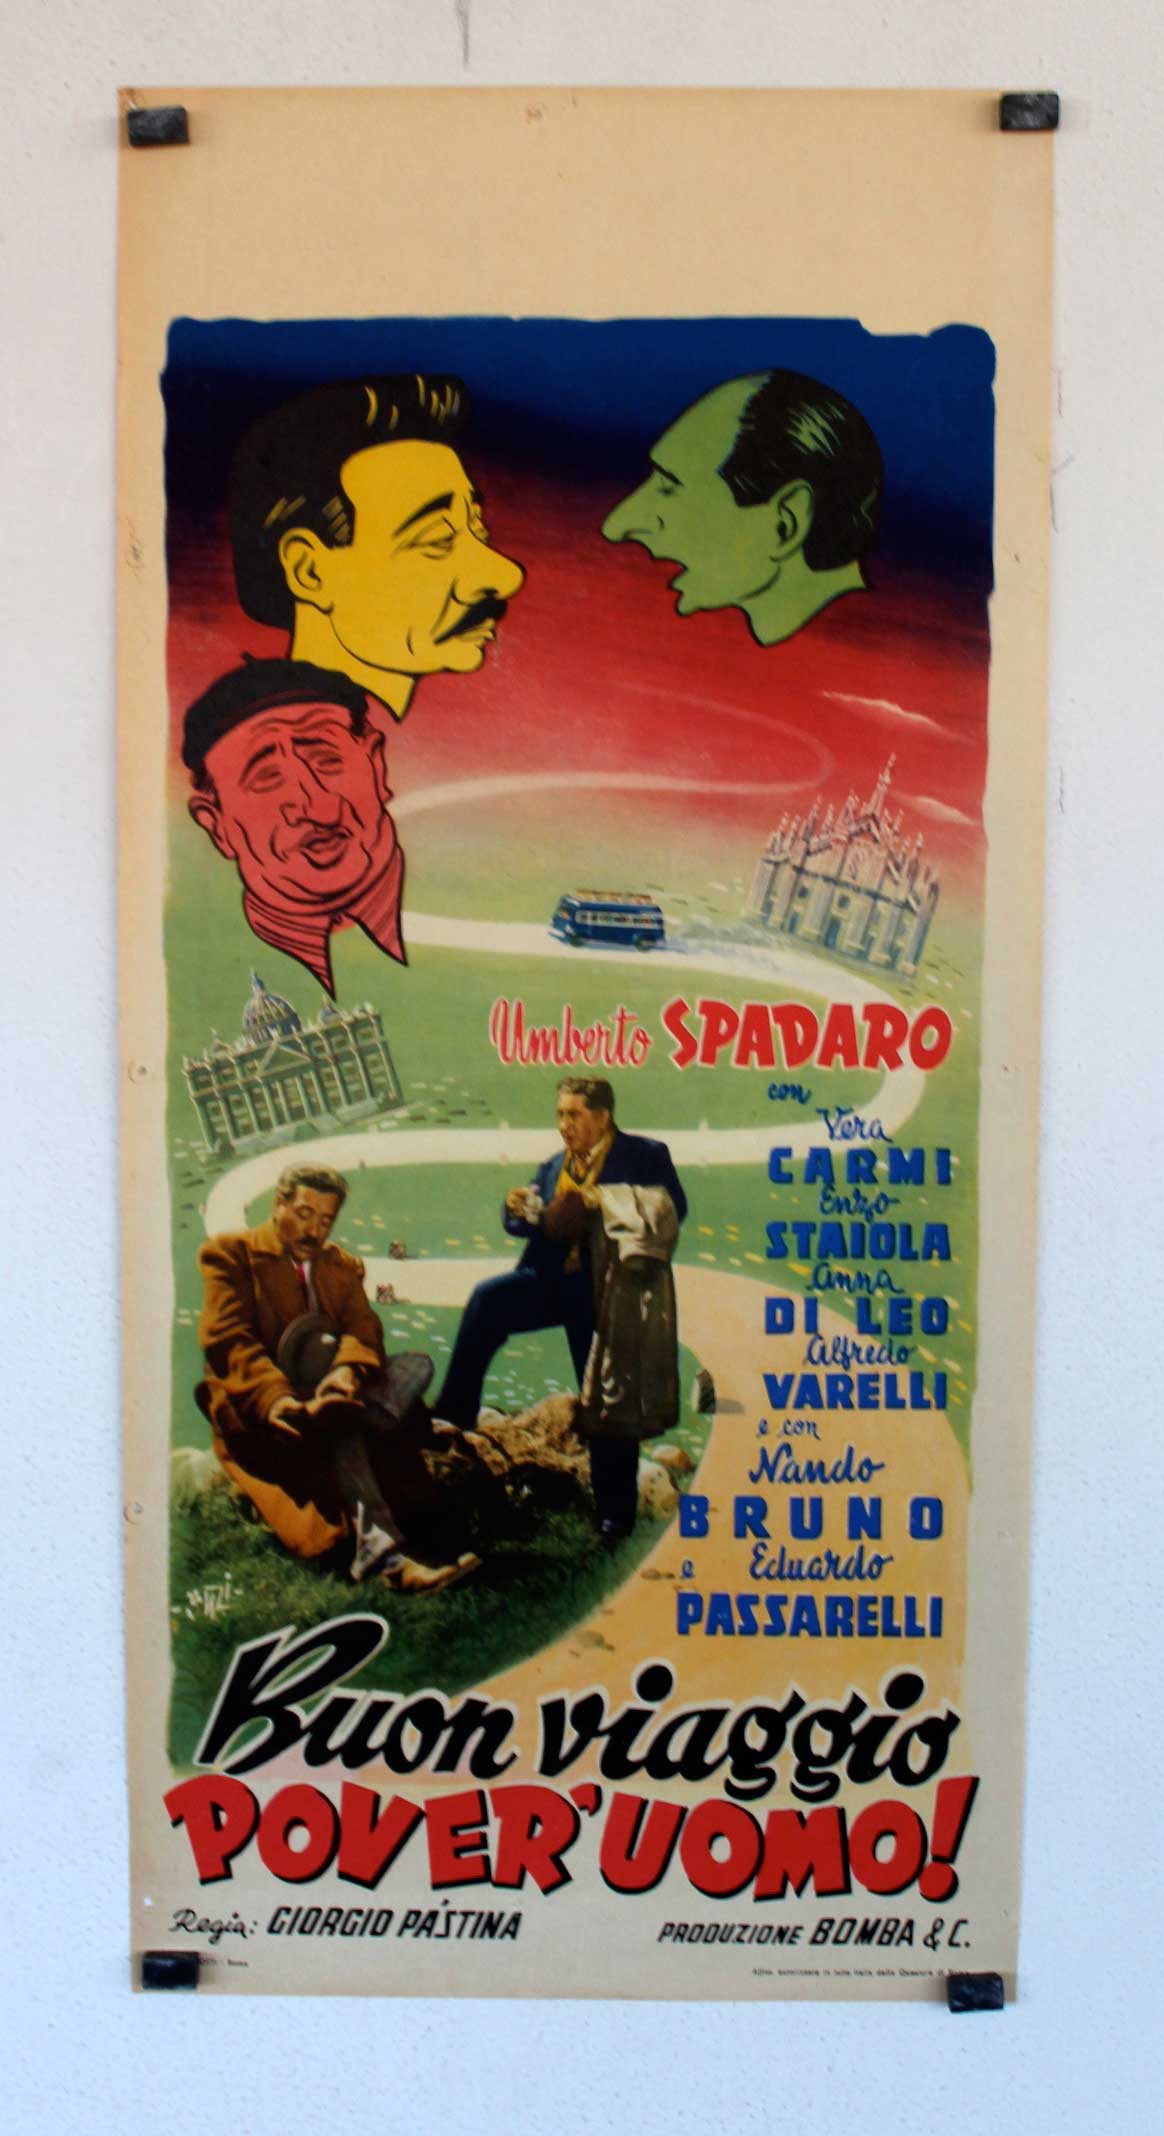 Umberto SPADARO
con
Vera
CARMI
Enzo
STAIOLA
Anna
DI LEO
Alfredo
VARELLI
e con
Nando
BRUNO
e Eduardo
PASSARELLI
Buon viaggio
POVER'UOMO!
Regia: GIORGIO PÀSTINA
PRODUZIONE BOMBA & C.
Roma